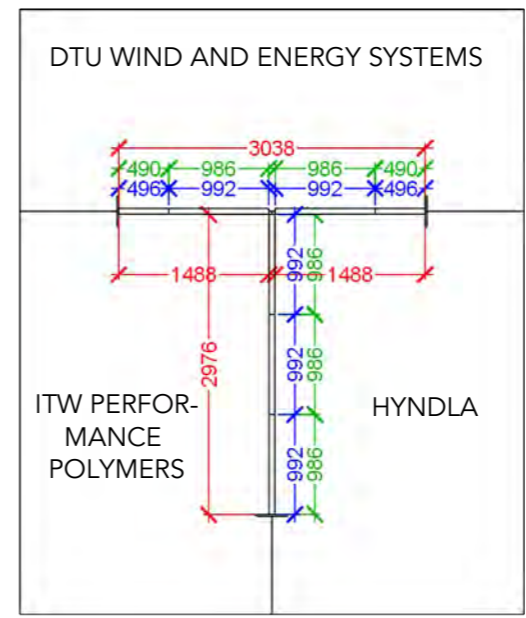 DTU WIND AND ENERGY SYSTEMS
3038
490 986 986 490
496 992 992 496
1488 1488
992 986
2976
992 986
992 986
ITW PERFOR-
MANCE
POLYMERS
HYNDLA